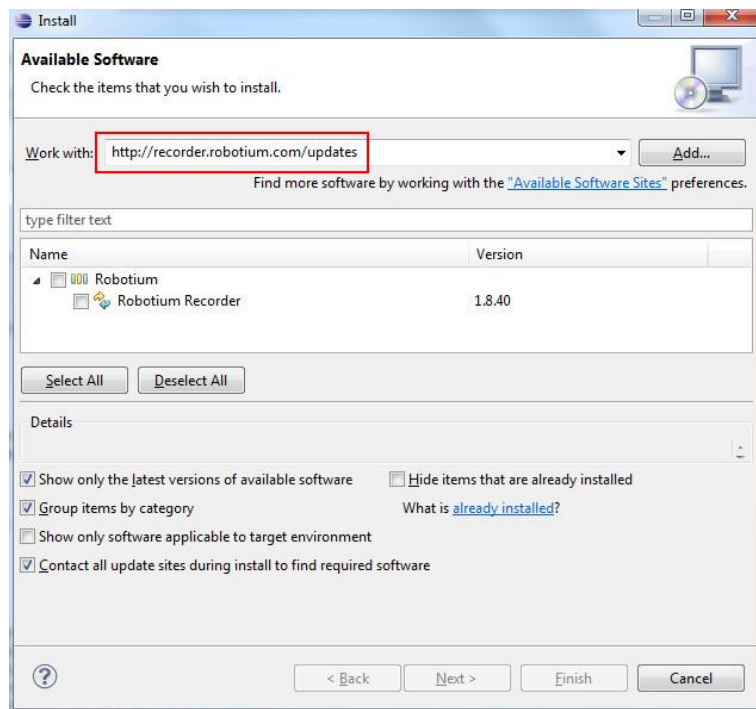 Install
Available Software
Check the items that you wish to install.
Work with: http://recorder.robotium.com/updates Add...
Find more software by working with the "Available Software Sites" preferences.
type filter text
Name Version
Robotium
Robotium Recorder 1.8.40
Select All Deselect All
Details
Show only the latest versions of available software Hide items that are already installed
Group items by category What is already installed?
Show only software applicable to target environment
Contact all update sites during install to find required software
? < Back Next > Finish Cancel